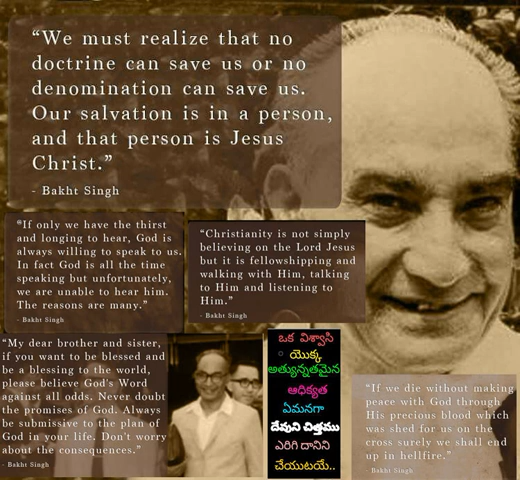 “We must realize that no
doctrine can save us or no
denomination can save us.
Our salvation is in a person,
and that person is Jesus
Christ.”
- Bakht Singh
“If only we have the thirst
and longing to hear, God is
always willing to speak to us.
In fact God is all the time
speaking but unfortunately,
we are unable to hear him.
The reasons are many.”
- Bakht Singh
“Christianity is not simply
believing on the Lord Jesus
but it is fellowshipping and
walking with Him, talking
to Him and listening to
Him.”
- Bakht Singh
“My dear brother and sister,
if you want to be blessed and
be a blessing to the world,
please believe God's Word
against all odds. Never doubt
the promises of God. Always
be submissive to the plan of
God in your life. Don't worry
about the consequences.”
- Bakht Singh
ఒక విశ్వాసి
యొక్క
అత్యున్నతమైన
ఆధిక్యత
ఏమనగా
దేవుని చిత్తము
ఎరిగి దానిని
చేయుటయే..
“If we die without making
peace with God through
His precious blood which
was shed for us on the
cross surely we shall end
up in hellfire.”
- Bakht Singh